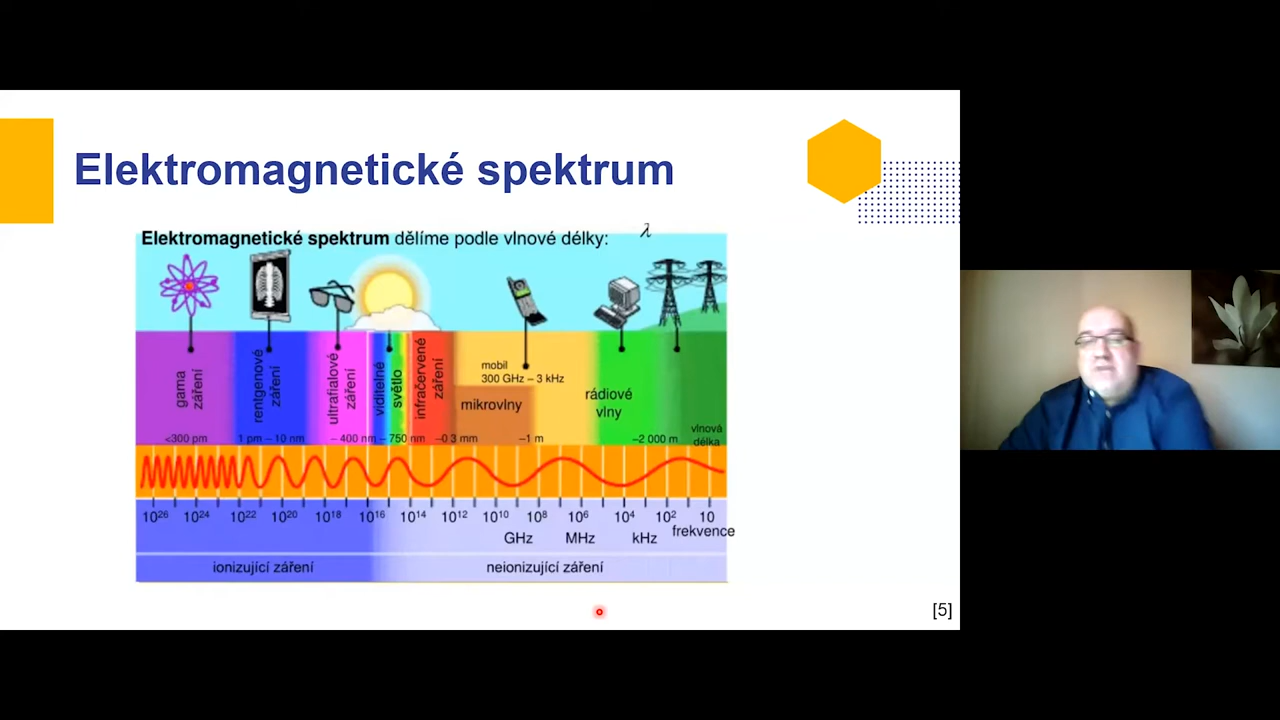 Elektromagnetické spektrum
Elektromagnetické spektrum dělíme podle vlnové délky: λ
gama
záření
rentgenové
záření
ultrafialové
záření
viditelné
světlo
infračervené
záření
mobil
300 GHz – 3 kHz
mikrovlny
rádiové
vlny
vlnová
délka
<300 pm 1 pm – 10 nm – 400 nm – 750 nm –0 3 mm –1 m –2 000 m
10²⁶ 10²⁴ 10²² 10²⁰ 10¹⁸ 10¹⁶ 10¹⁴ 10¹² 10¹⁰ 10⁸ 10⁶ 10⁴ 10² 10
frekvence
GHz MHz kHz
ionizující záření neionizující záření
[5]